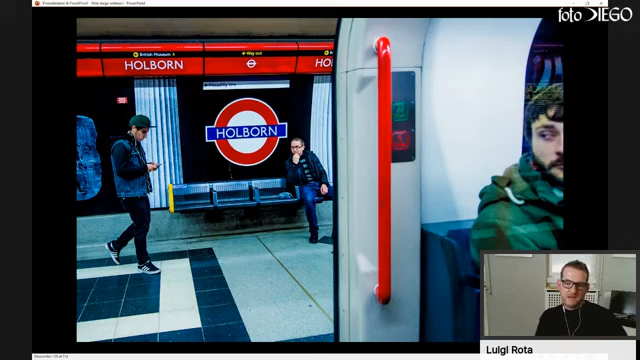 foto DIEGO
British Museum
Way out
HOLBORN
HO
Piccadilly line
HOLBORN
Luigi Rota